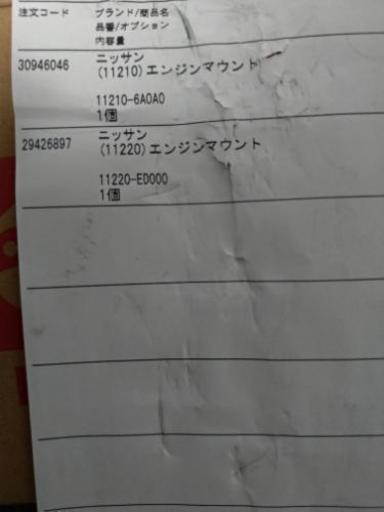 注文コード ブランド/商品名
品番/オプション
内容量
30946046 ニッサン
(11210)エンジンマウント
11210-6A0A0
1個
29426897 ニッサン
(11220)エンジンマウント
11220-ED000
1個